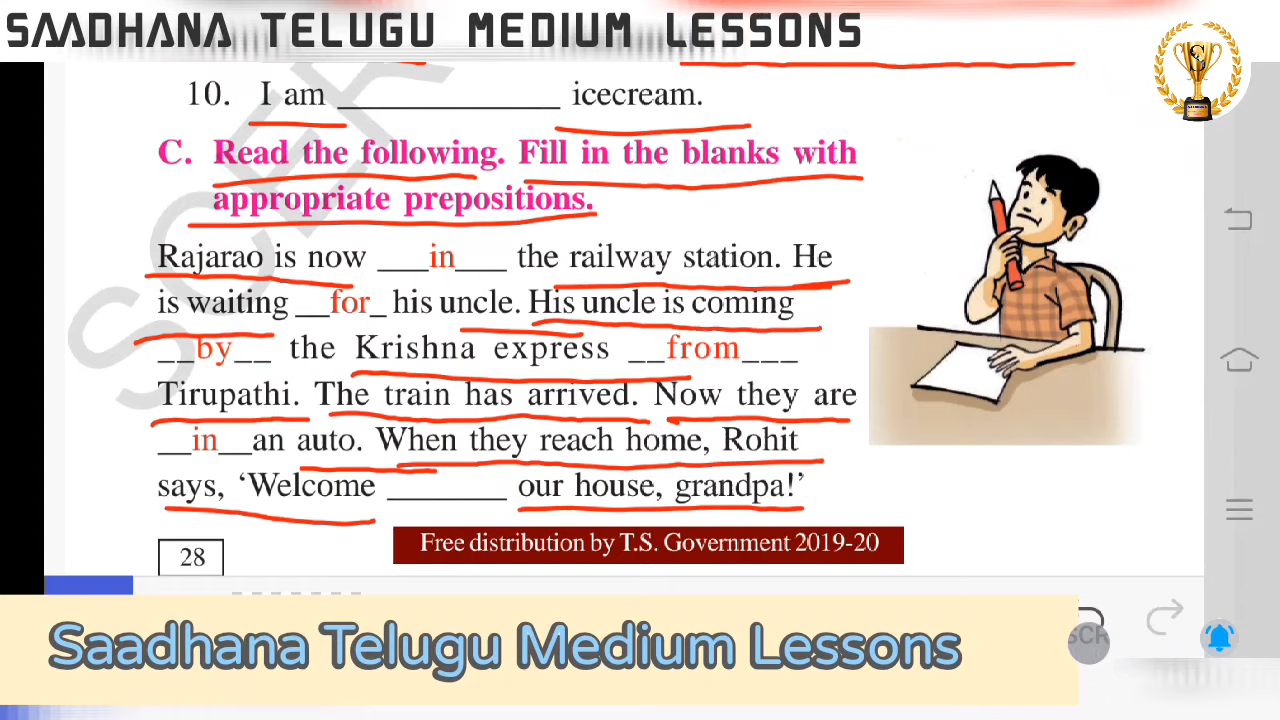 SAADHANA TELUGU MEDIUM LESSONS
10. I am ____________ icecream.
C. Read the following. Fill in the blanks with
appropriate prepositions.
Rajarao is now ___in___ the railway station. He
is waiting __for_ his uncle. His uncle is coming
__by__ the Krishna express __from___
Tirupathi. The train has arrived. Now they are
__in__an auto. When they reach home, Rohit
says, ‘Welcome _______ our house, grandpa!’
28
Free distribution by T.S. Government 2019-20
Saadhana Telugu Medium Lessons